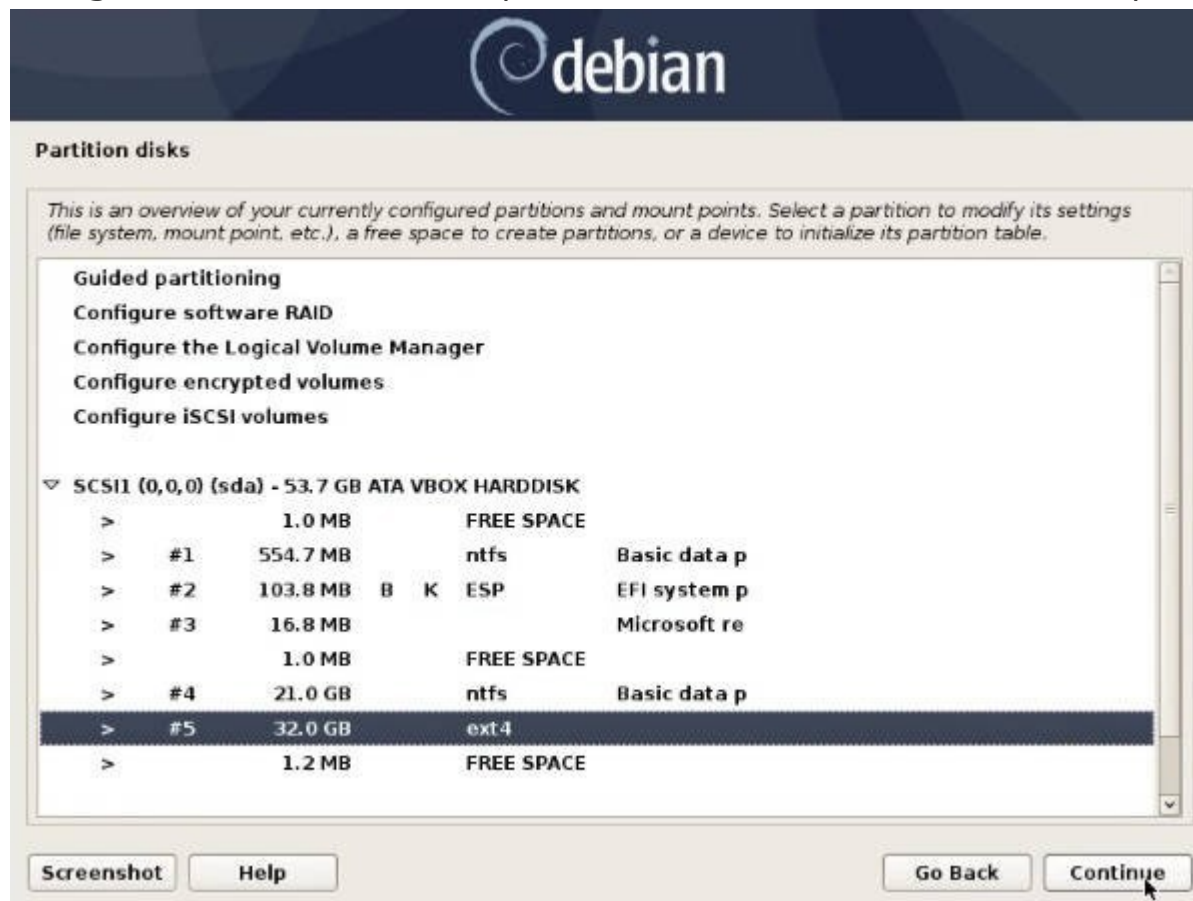 debian
Partition disks
This is an overview of your currently configured partitions and mount points. Select a partition to modify its settings
(file system, mount point, etc.), a free space to create partitions, or a device to initialize its partition table.
Guided partitioning
Configure software RAID
Configure the Logical Volume Manager
Configure encrypted volumes
Configure iSCSI volumes
SCSI1 (0,0,0) (sda) - 53.7 GB ATA VBOX HARDDISK
> 1.0 MB FREE SPACE
> #1 554.7 MB ntfs Basic data p
> #2 103.8 MB B K ESP EFI system p
> #3 16.8 MB Microsoft re
> 1.0 MB FREE SPACE
> #4 21.0 GB ntfs Basic data p
> #5 32.0 GB ext4
> 1.2 MB FREE SPACE
Screenshot Help Go Back Continue